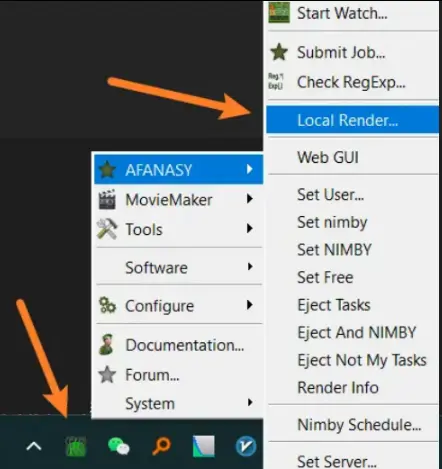 Start Watch...
Submit Job...
Reg.*|
Exp()
Check RegExp...
Local Render...
Web GUI
Set User...
Set nimby
Set NIMBY
Set Free
Eject Tasks
Eject And NIMBY
Eject Not My Tasks
Render Info
Nimby Schedule...
Set Server...
AFANASY
MovieMaker
Tools
Software
Configure
Documentation...
Forum...
System